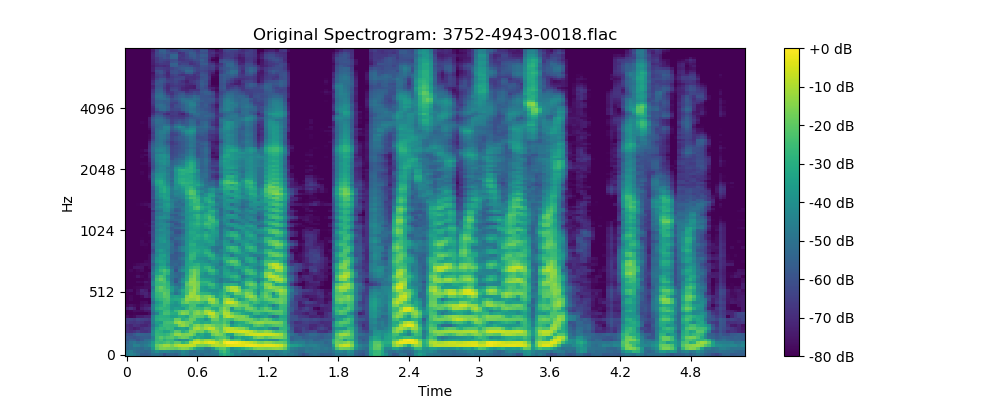 Original Spectrogram: 3752-4943-0018.flac
Hz
4096
2048
1024
512
0
0 0.6 1.2 1.8 2.4 3 3.6 4.2 4.8
Time
+0 dB
-10 dB
-20 dB
-30 dB
-40 dB
-50 dB
-60 dB
-70 dB
-80 dB